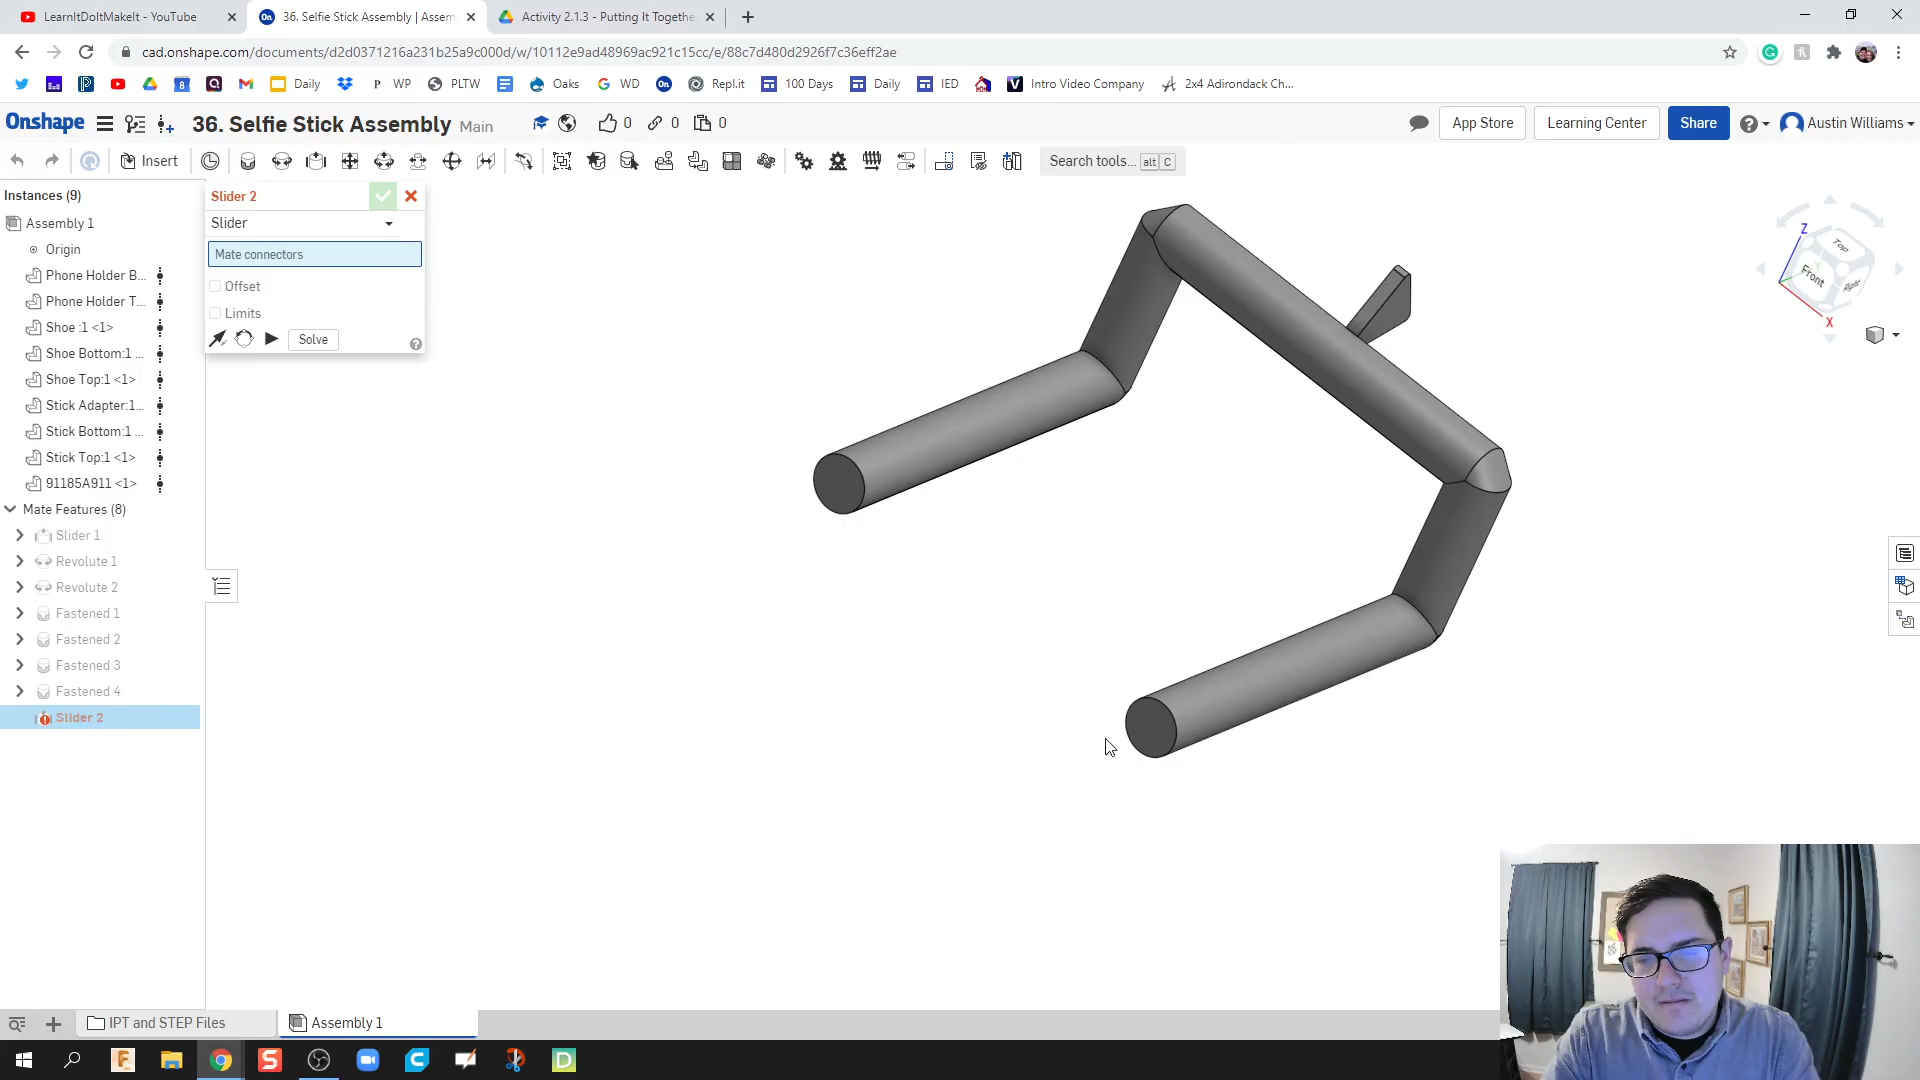 LearnItDoItMakeIt - YouTube
36. Selfie Stick Assembly | Assem
Activity 2.1.3 - Putting It Togethe
cad.onshape.com/documents/d2d0371216a231b25a9c000d/w/10112e9ad48969ac921c15cc/e/88c7d480d2926f7c36eff2ae
Daily
P WP
PLTW
Oaks
G WD
On
Repl.it
100 Days
Daily
IED
Intro Video Company
2x4 Adirondack Ch...
Onshape
36. Selfie Stick Assembly Main
0
0
0
App Store
Learning Center
Share
Austin Williams
Insert
Search tools... alt C
Instances (9)
Assembly 1
Origin
Phone Holder B...
Phone Holder T...
Shoe :1 <1>
Shoe Bottom:1 ...
Shoe Top:1 <1>
Stick Adapter:1...
Stick Bottom:1 ...
Stick Top:1 <1>
91185A911 <1>
Mate Features (8)
Slider 1
Revolute 1
Revolute 2
Fastened 1
Fastened 2
Fastened 3
Fastened 4
Slider 2
Slider 2
Slider
Mate connectors
Offset
Limits
Solve
Z
Top
Front
Right
X
IPT and STEP Files
Assembly 1